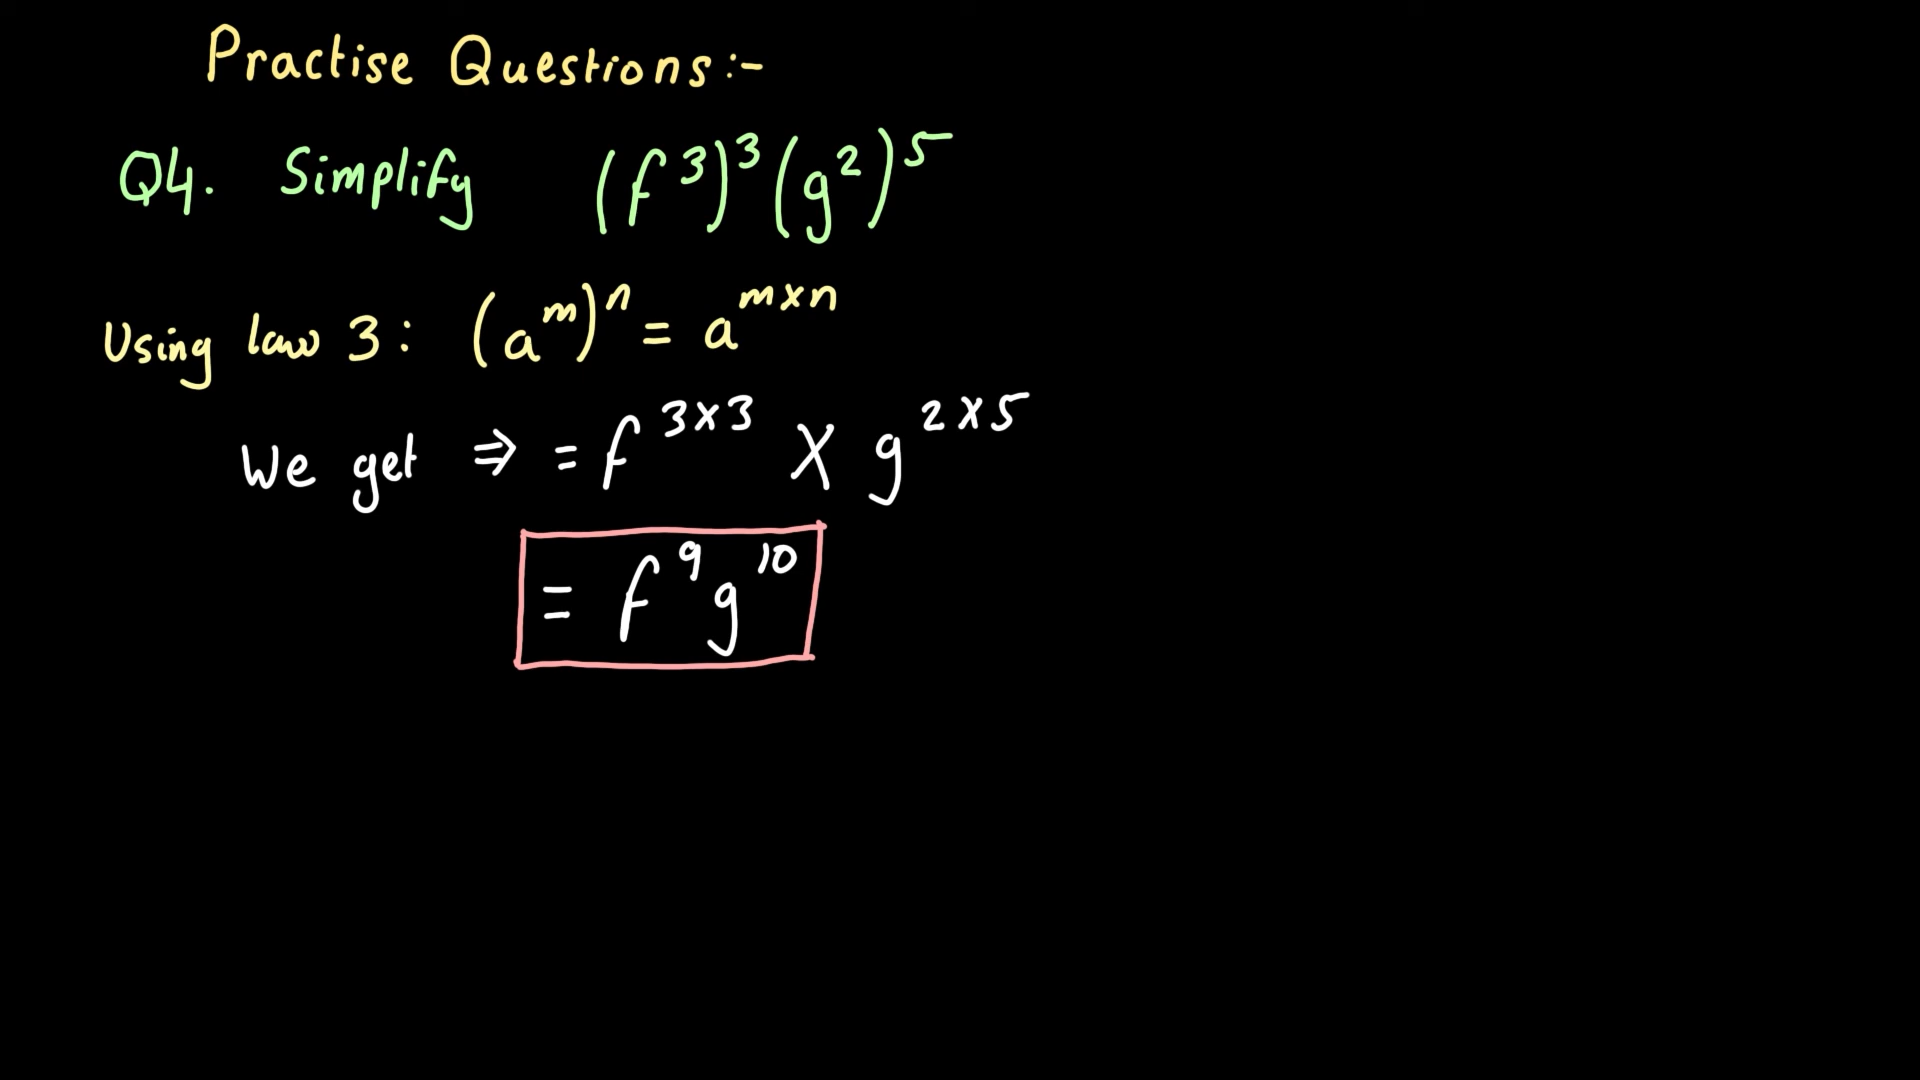 Practise Questions:-
Q4. Simplify (f³)³(g²)⁵
Using law 3: (aᵐ)ⁿ = aᵐˣⁿ
We get ⇒ = f³ˣ³ × g²ˣ⁵
= f⁹g¹⁰